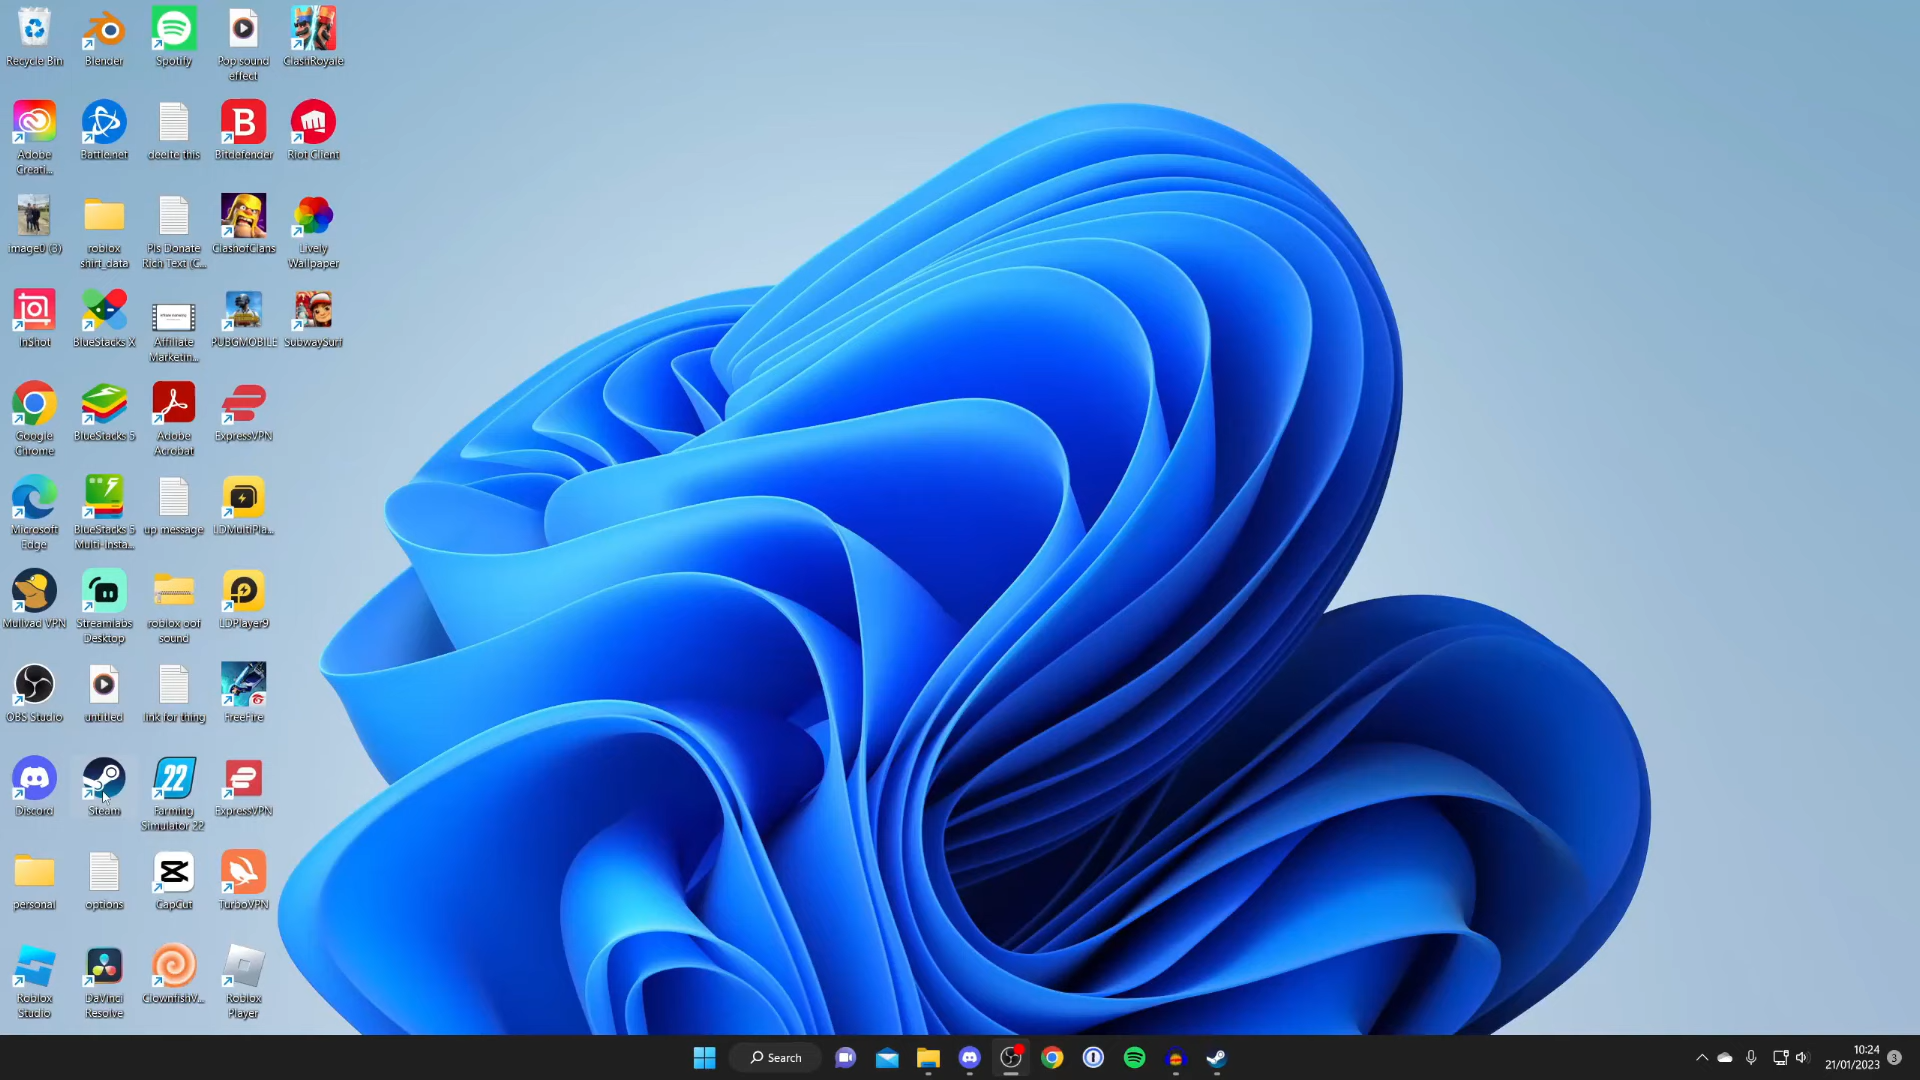 Recycle Bin
Blender
Spotify
Pop sound
effect
ClashRoyale
Adobe
Creati...
Battle.net
deelte this
Bitdefender
Riot Client
image0 (3)
roblox
shirt_data
Pls Donate
Rich Text (C...
ClashofClans
Lively
Wallpaper
InShot
BlueStacks X
Affiliate
Marketin...
PUBGMOBILE
SubwaySurf
Google
Chrome
BlueStacks 5
Adobe
Acrobat
ExpressVPN
Microsoft
Edge
BlueStacks 5
Multi-Insta...
up message
LDMultiPla...
Mullvad VPN
Streamlabs
Desktop
roblox oof
sound
LDPlayer9
OBS Studio
untitled
link for thing
FreeFire
Discord
Steam
22
Farming
Simulator 22
ExpressVPN
personal
options
CapCut
TurboVPN
Roblox
Studio
DaVinci
Resolve
ClownfishV...
Roblox
Player
Search
10:24
21/01/2023
3